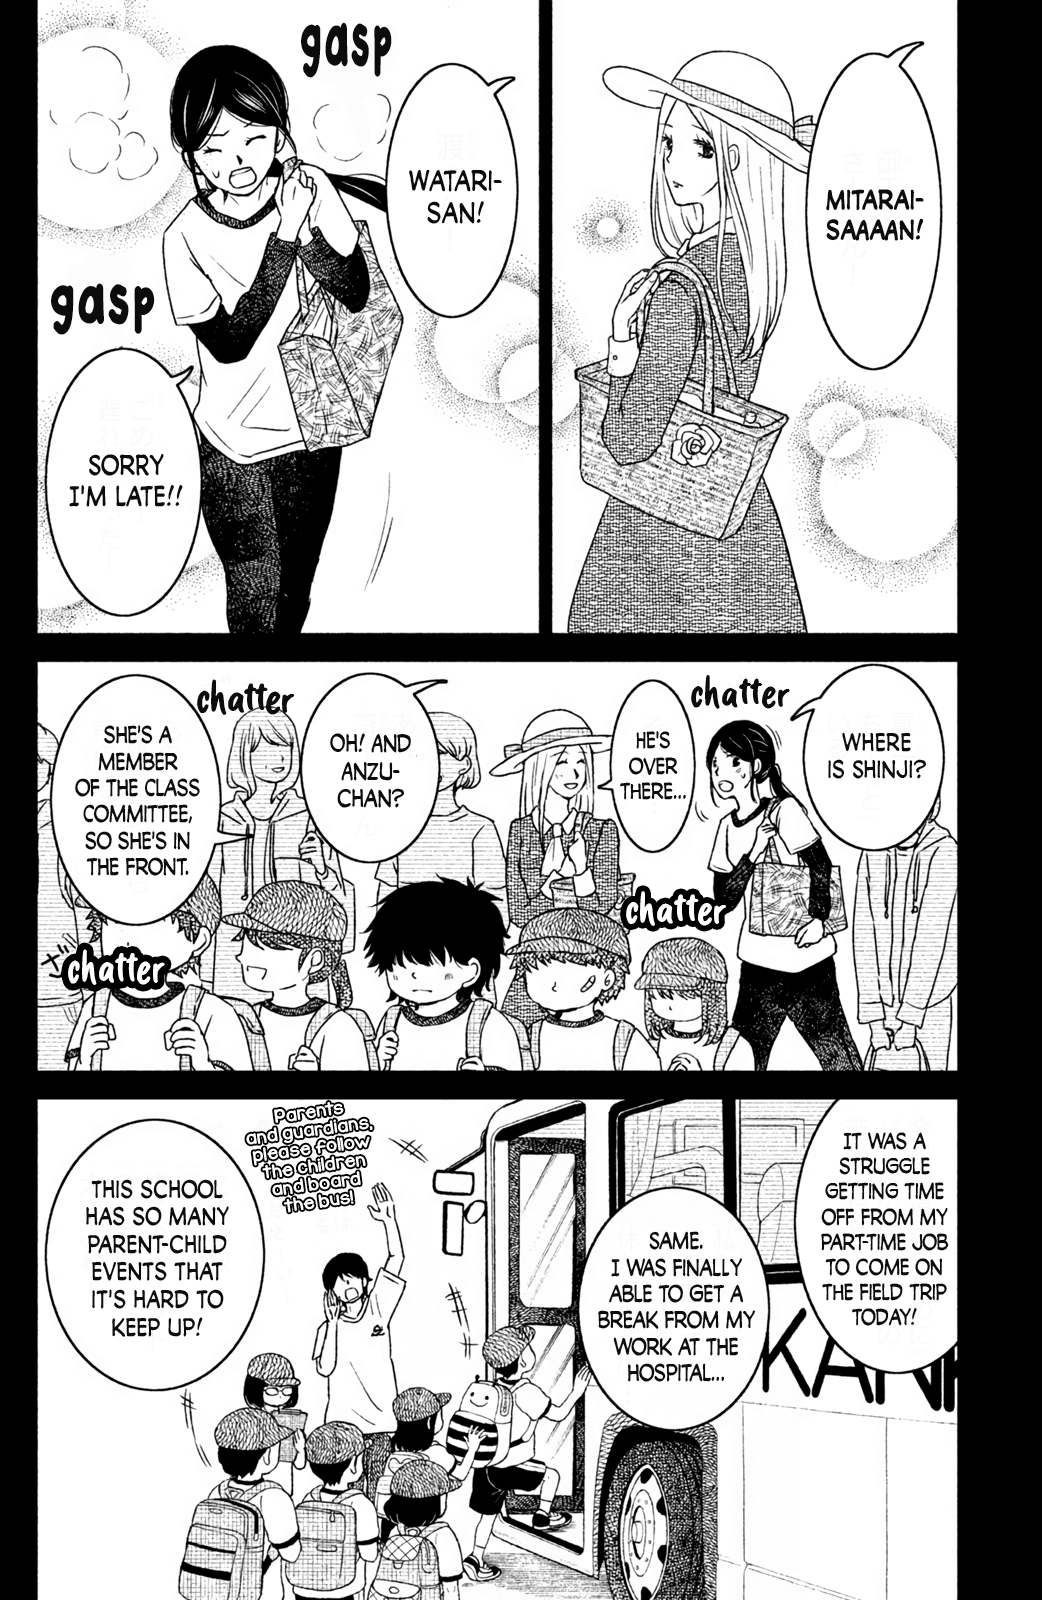 MITARAI-
SAAAAN!
gasp
WATARI-
SAN!
gasp
SORRY
I'M LATE!!
WHERE
IS SHINJI?
chatter
HE'S
OVER
THERE...
OH! AND
ANZU-
CHAN?
chatter
SHE'S A
MEMBER
OF THE CLASS
COMMITTEE,
SO SHE'S IN
THE FRONT.
chatter
chatter
IT WAS A
STRUGGLE
GETTING TIME
OFF FROM MY
PART-TIME JOB
TO COME ON
THE FIELD TRIP
TODAY!
SAME.
I WAS FINALLY
ABLE TO GET A
BREAK FROM MY
WORK AT THE
HOSPITAL...
Parents
and guardians,
please follow
the children
and board
the bus!
THIS SCHOOL
HAS SO MANY
PARENT-CHILD
EVENTS THAT
IT'S HARD TO
KEEP UP!